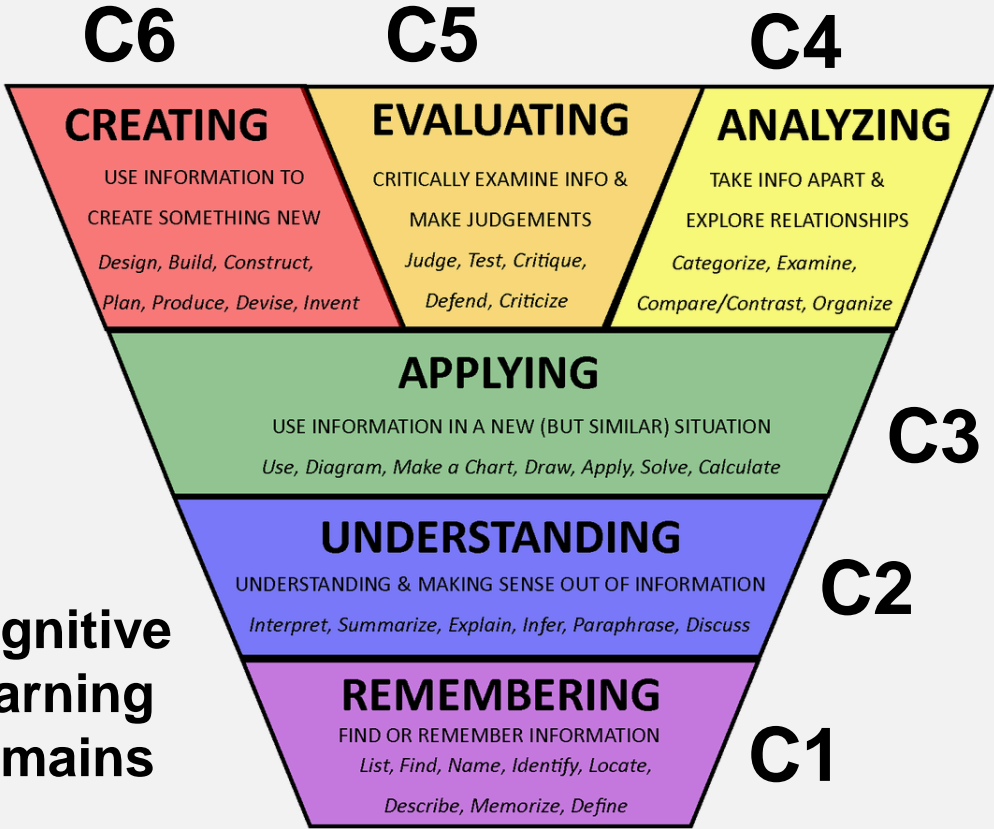 C6
C5
C4
CREATING
USE INFORMATION TO
CREATE SOMETHING NEW
Design, Build, Construct,
Plan, Produce, Devise, Invent
EVALUATING
CRITICALLY EXAMINE INFO &
MAKE JUDGEMENTS
Judge, Test, Critique,
Defend, Criticize
ANALYZING
TAKE INFO APART &
EXPLORE RELATIONSHIPS
Categorize, Examine,
Compare/Contrast, Organize
APPLYING
USE INFORMATION IN A NEW (BUT SIMILAR) SITUATION
Use, Diagram, Make a Chart, Draw, Apply, Solve, Calculate
C3
UNDERSTANDING
UNDERSTANDING & MAKING SENSE OUT OF INFORMATION
Interpret, Summarize, Explain, Infer, Paraphrase, Discuss
C2
gnitive
arning
mains
REMEMBERING
FIND OR REMEMBER INFORMATION
List, Find, Name, Identify, Locate,
Describe, Memorize, Define
C1